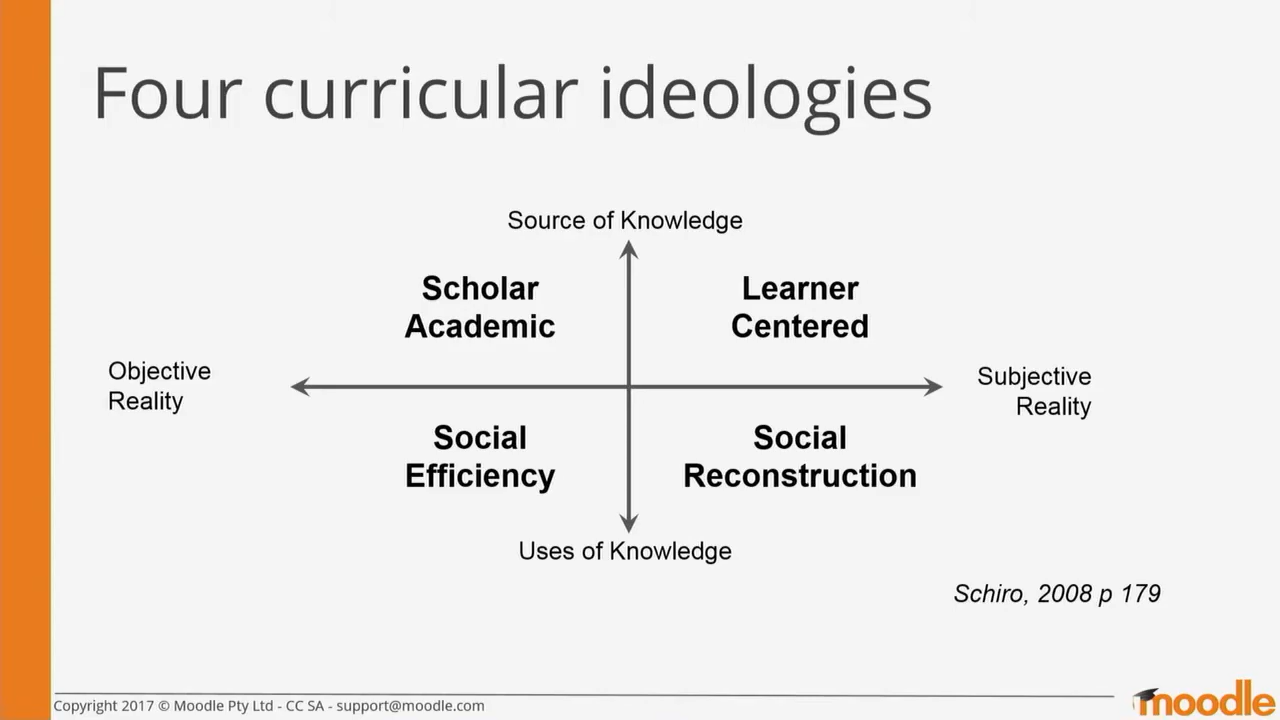 Four curricular ideologies
Source of Knowledge
Scholar
Academic
Learner
Centered
Objective
Reality
Subjective
Reality
Social
Efficiency
Social
Reconstruction
Uses of Knowledge
Schiro, 2008 p 179
Copyright 2017 © Moodle Pty Ltd - CC SA - support@moodle.com
moodle